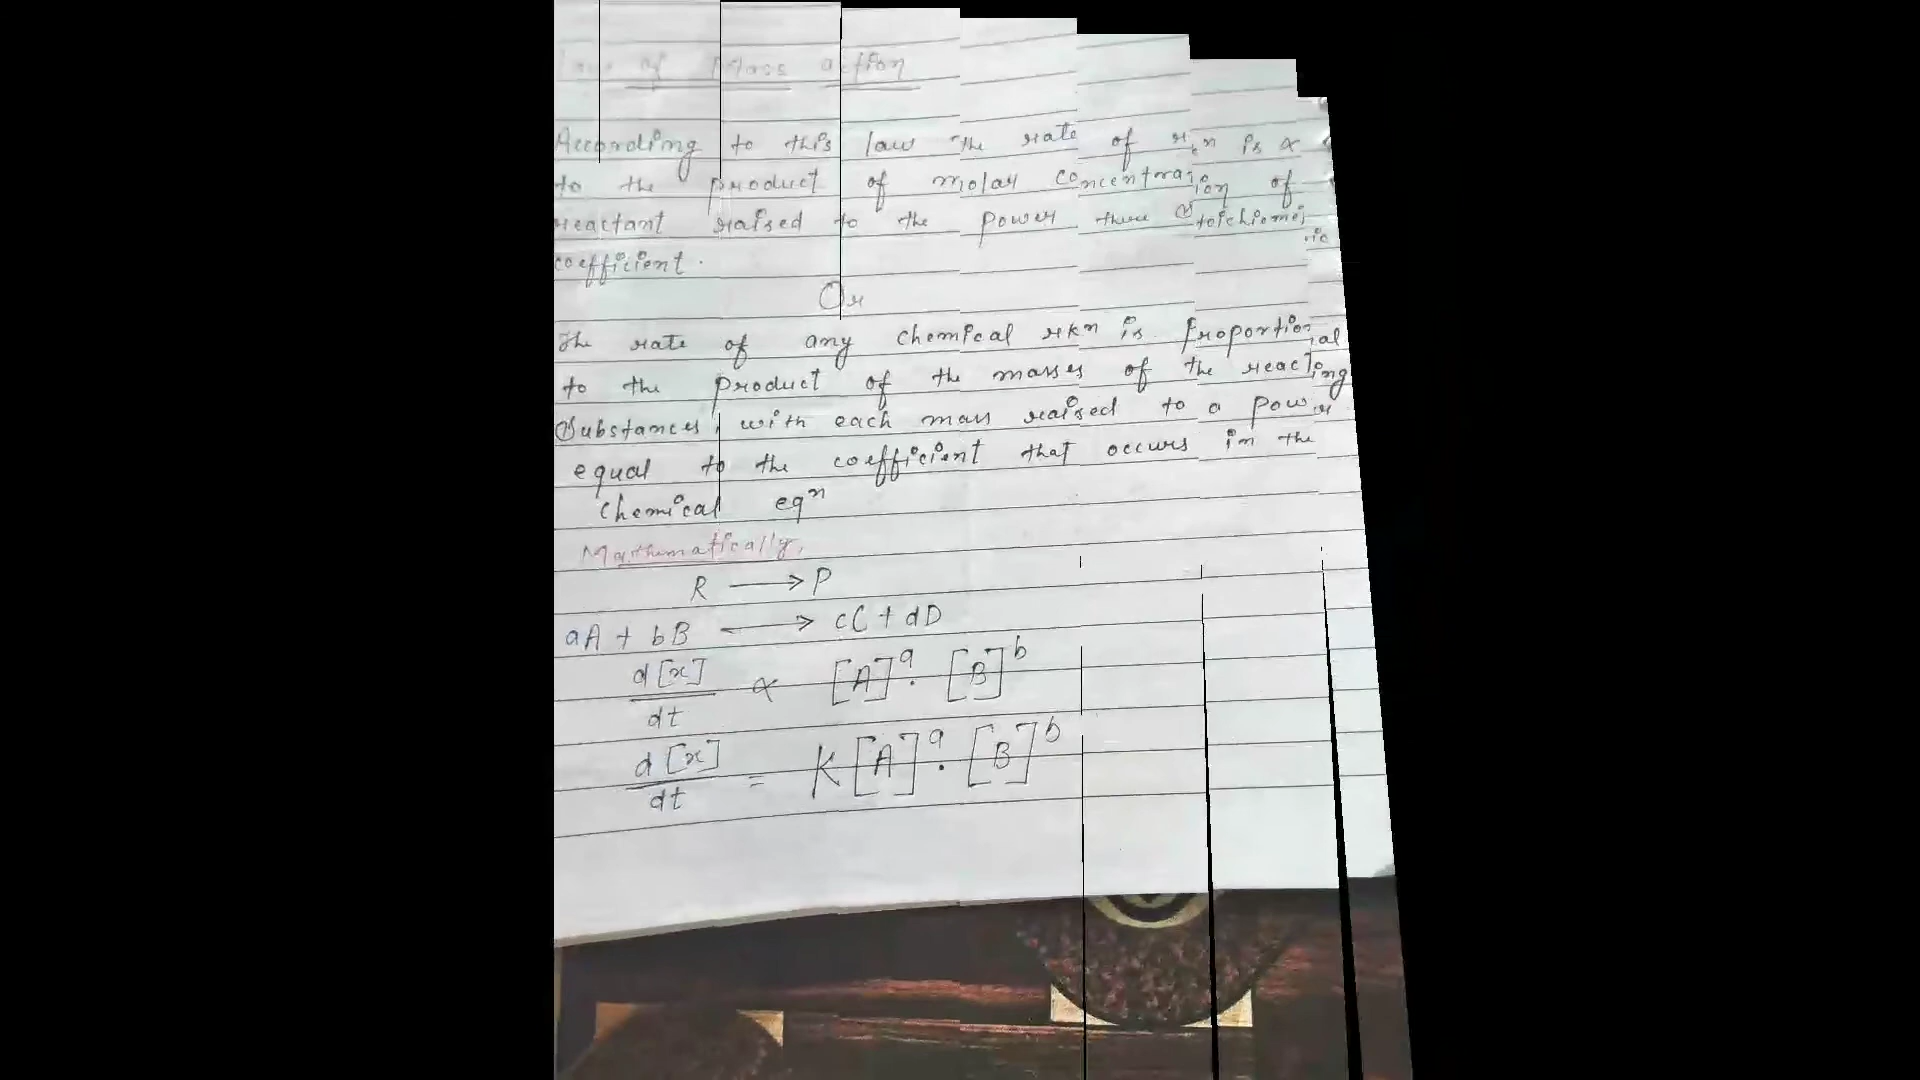 Law of Mass action
According to this law the rate of rxn is ∝
to the product of molar concentration of
reactant raised to the power there Stoichiometric
coefficient.
Or
The rate of any chemical rxn is proportional
to the product of the masses of the reacting
Substances, with each mass raised to a power
equal to the coefficient that occurs in the
Chemical eqⁿ
Mathematically,
R ⟶ P
aA + bB ⟶ cC + dD
d[x]/dt ∝ [A]ᵃ · [B]ᵇ
d[x]/dt = K[A]ᵃ · [B]ᵇ